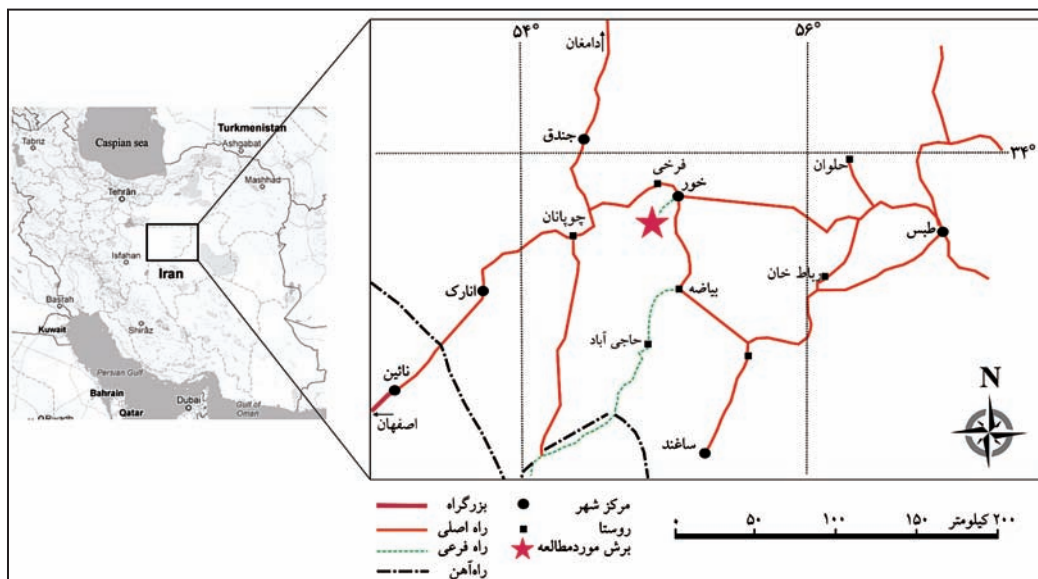 Caspian sea
Turkmenistan
Ashgabat
Tabriz
Mashhad
Tehrān
Isfahan
Iran
Basrah
Kuwait
Shirāz
Persian Gulf
Bahrain
Qatar
Dubai
Gulf of
Oman
۵۴°
۵۶°
۳۴°
دامغان
جندق
فرخی
خور
حلوان
چوپانان
طبس
انارک
بیاضه
رباط خان
حاجی آباد
نائین
اصفهان
ساغند
N
بزرگراه
راه اصلی
راه فرعی
راه‌آهن
مرکز شهر
روستا
برش موردمطالعه
۰ ۵۰ ۱۰۰ ۱۵۰ ۲۰۰ کیلومتر